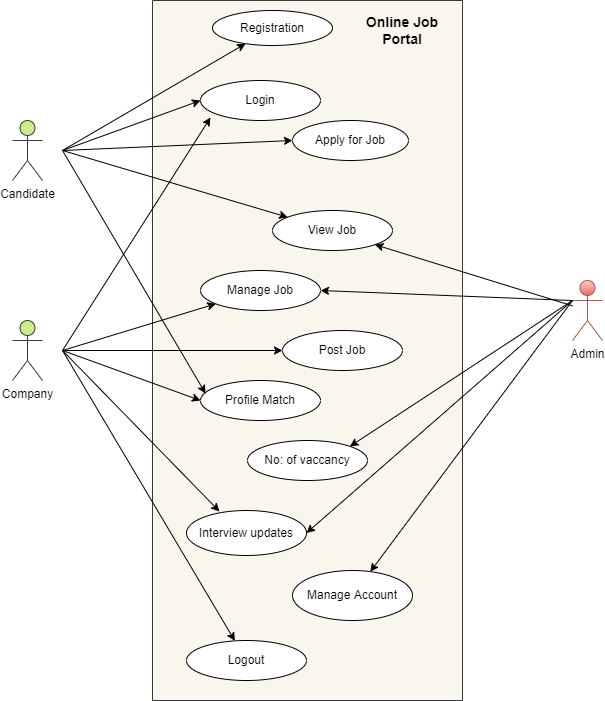 Online Job
Portal
Registration
Login
Apply for Job
Candidate
View Job
Manage Job
Post Job
Admin
Company
Profile Match
No: of vaccancy
Interview updates
Manage Account
Logout